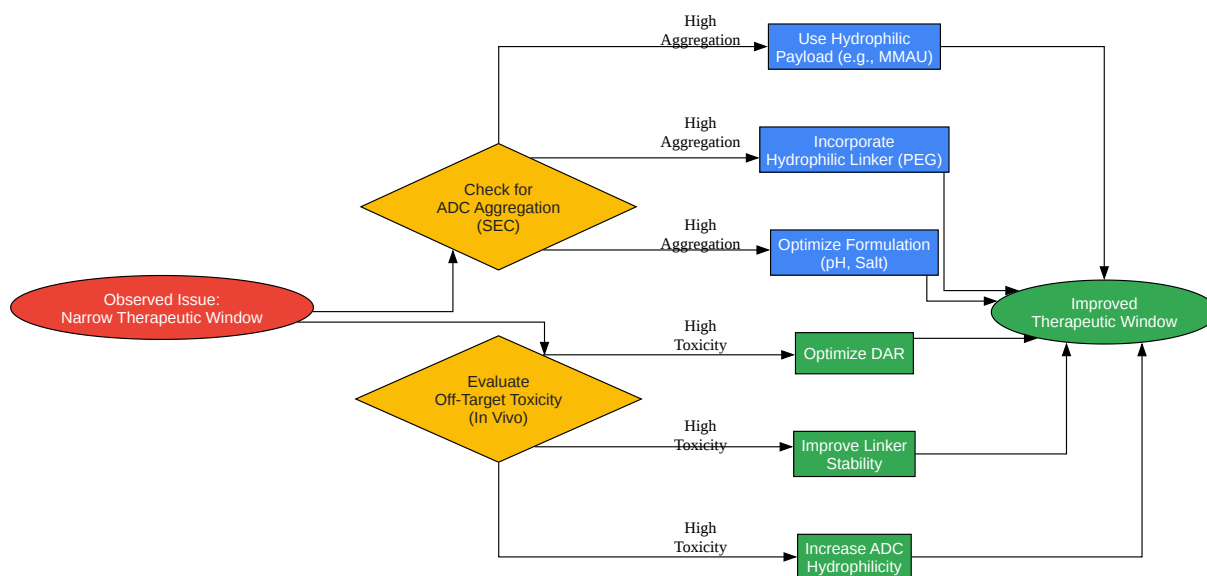 High
Aggregation
Use Hydrophilic
Payload (e.g., MMAU)
High
Aggregation
Incorporate
Hydrophilic Linker (PEG)
Check for
ADC Aggregation
(SEC)
High
Aggregation
Optimize Formulation
(pH, Salt)
Observed Issue:
Narrow Therapeutic Window
Improved
Therapeutic Window
High
Toxicity
Optimize DAR
Evaluate
Off-Target Toxicity
(In Vivo)
High
Toxicity
Improve Linker
Stability
High
Toxicity
Increase ADC
Hydrophilicity